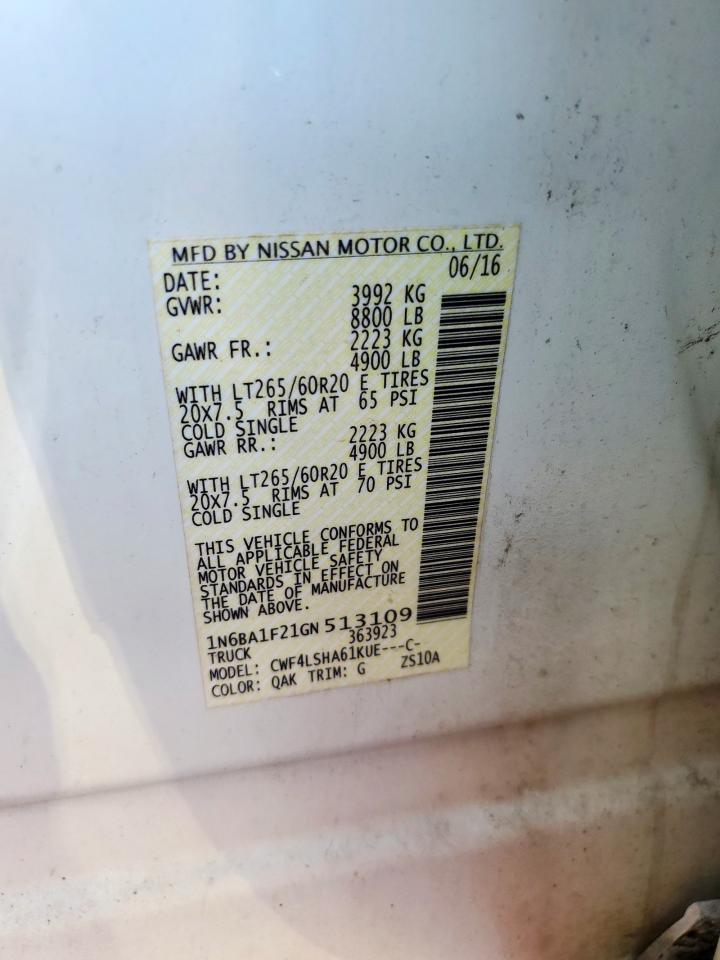 MFD BY NISSAN MOTOR CO., LTD.
DATE: 06/16
GVWR: 3992 KG
8800 LB
GAWR FR.: 2223 KG
4900 LB
WITH LT265/60R20 E TIRES
20X7.5 RIMS AT 65 PSI
COLD SINGLE
GAWR RR.: 2223 KG
4900 LB
WITH LT265/60R20 E TIRES
20X7.5 RIMS AT 70 PSI
COLD SINGLE
THIS VEHICLE CONFORMS TO
ALL APPLICABLE FEDERAL
MOTOR VEHICLE SAFETY
STANDARDS IN EFFECT ON
THE DATE OF MANUFACTURE
SHOWN ABOVE.
1N6BA1F21GN 513109
TRUCK 363923
MODEL: CWF4LSHA61KUE---C-
COLOR: QAK TRIM: G ZS10A